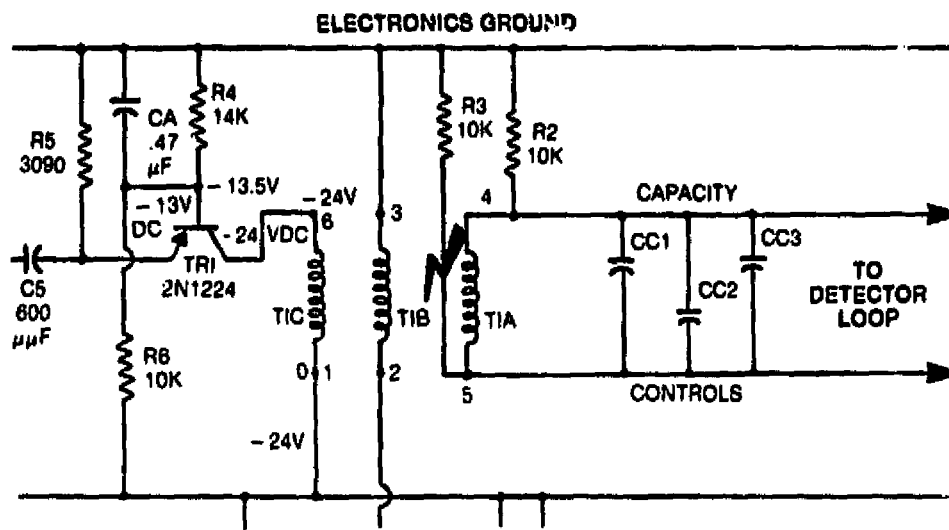 ELECTRONICS GROUND
R5
3090
CA
.47
µF
R4
14K
R3
10K
R2
10K
- 13.5V
- 13V
DC
- 24
VDC
- 24V
6
3
4
CAPACITY
CC1
CC2
CC3
TO
DETECTOR
LOOP
C5
600
µµF
TRI
2N1224
TIC
TIB
TIA
R6
10K
0
1
2
5
CONTROLS
- 24V